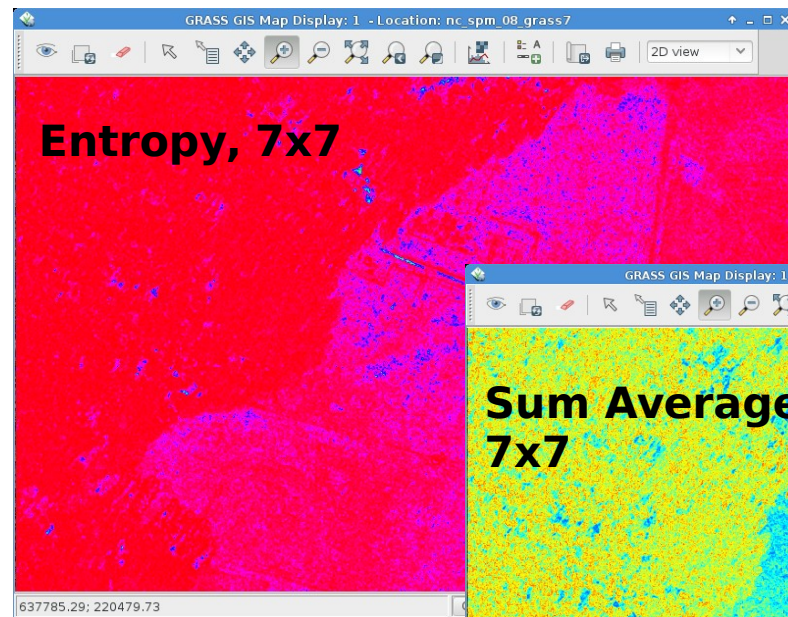 GRASS GIS Map Display: 1 - Location: nc_spm_08_grass7
2D view
Entropy, 7x7
GRASS GIS Map Display: 1
Sum Average
7x7
637785.29; 220479.73